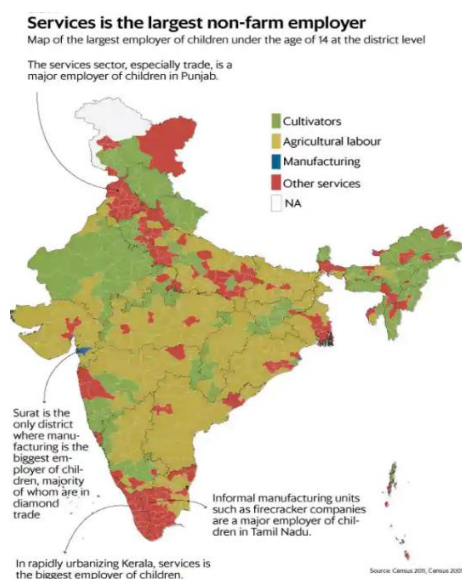 Services is the largest non-farm employer
Map of the largest employer of children under the age of 14 at the district level
The services sector, especially trade, is a
major employer of children in Punjab.
Cultivators
Agricultural labour
Manufacturing
Other services
NA
Surat is the
only district
where manu-
facturing is the
biggest em-
ployer of chil-
dren, majority
of whom are in
diamond
trade
Informal manufacturing units
such as firecracker companies
are a major employer of chil-
dren in Tamil Nadu.
In rapidly urbanizing Kerala, services is
the biggest employer of children.
Source: Census 2011, Census 2001